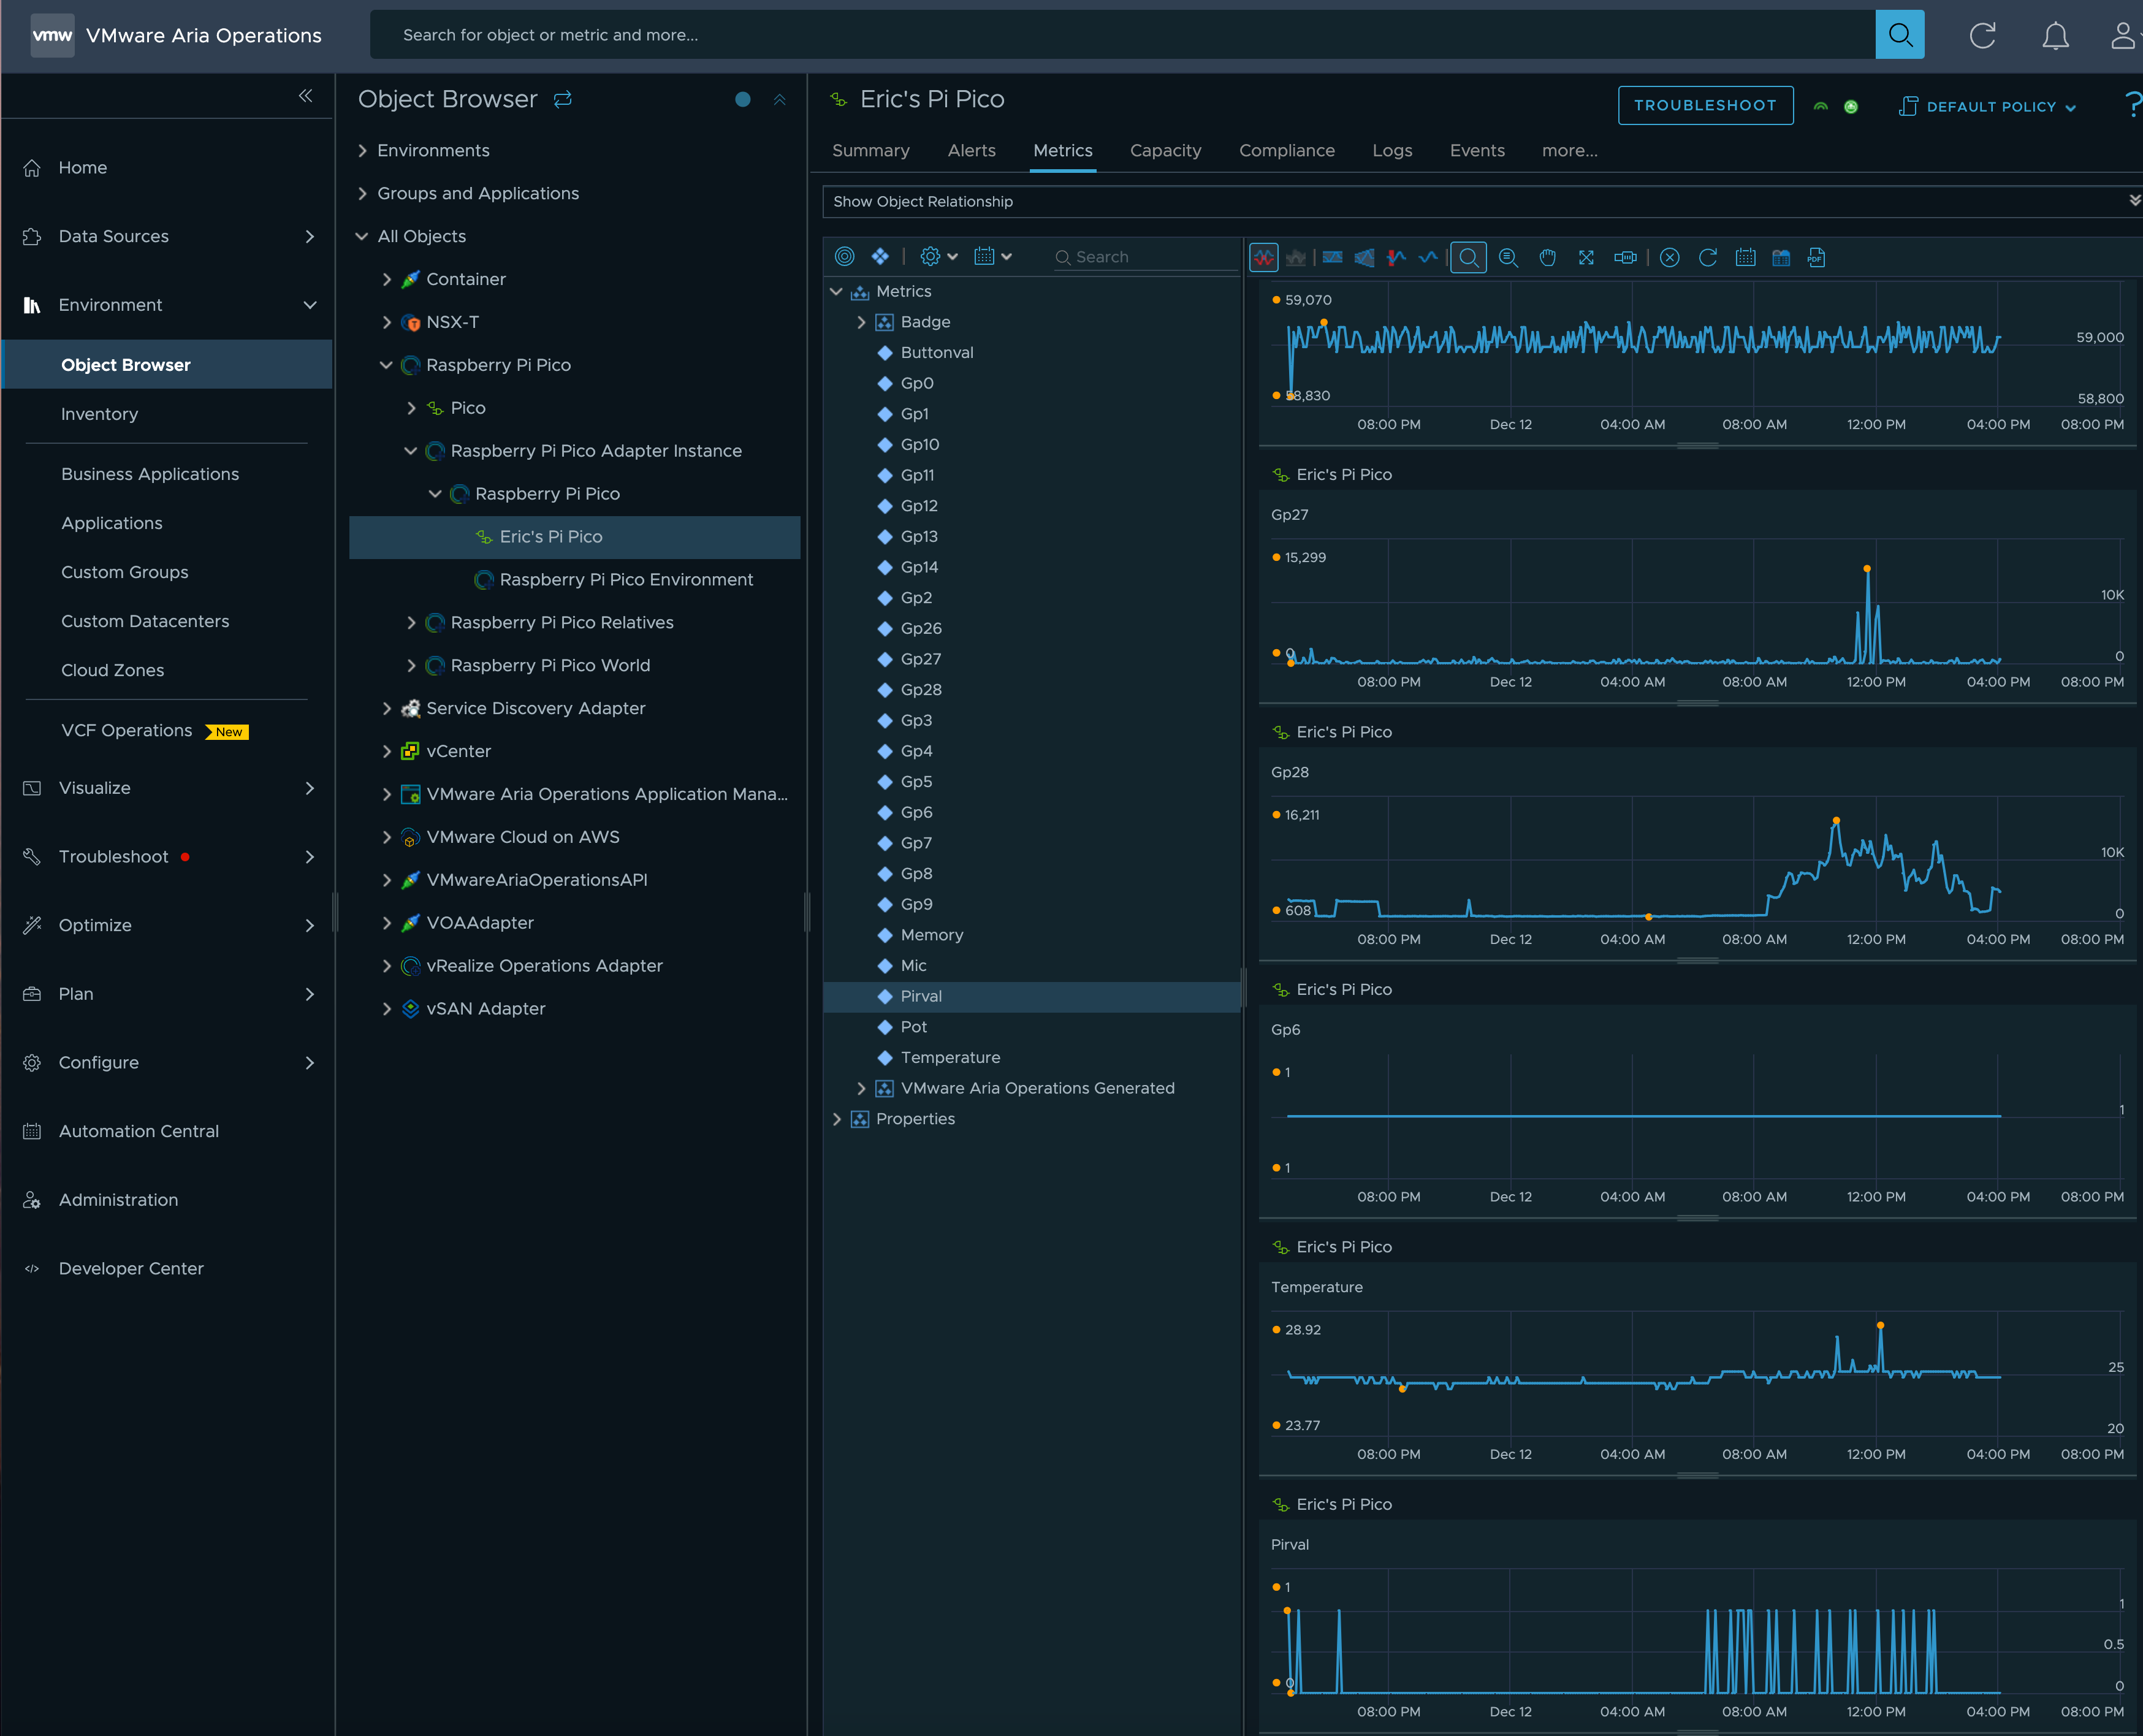 vmw VMware Aria Operations
Search for object or metric and more...
Home
Data Sources
Environment
Object Browser
Inventory
Business Applications
Applications
Custom Groups
Custom Datacenters
Cloud Zones
VCF Operations New
Visualize
Troubleshoot
Optimize
Plan
Configure
Automation Central
Administration
Developer Center
Object Browser
Environments
Groups and Applications
All Objects
Container
NSX-T
Raspberry Pi Pico
Pico
Raspberry Pi Pico Adapter Instance
Raspberry Pi Pico
Eric's Pi Pico
Raspberry Pi Pico Environment
Raspberry Pi Pico Relatives
Raspberry Pi Pico World
Service Discovery Adapter
vCenter
VMware Aria Operations Application Mana...
VMware Cloud on AWS
VMwareAriaOperationsAPI
VOAAdapter
vRealize Operations Adapter
vSAN Adapter
Eric's Pi Pico
TROUBLESHOOT
DEFAULT POLICY
?
Summary Alerts Metrics Capacity Compliance Logs Events more...
Show Object Relationship
Search
PDF
Metrics
Badge
Buttonval
Gp0
Gp1
Gp10
Gp11
Gp12
Gp13
Gp14
Gp2
Gp26
Gp27
Gp28
Gp3
Gp4
Gp5
Gp6
Gp7
Gp8
Gp9
Memory
Mic
Pirval
Pot
Temperature
VMware Aria Operations Generated
Properties
59,070
59,000
58,830
58,800
08:00 PM Dec 12 04:00 AM 08:00 AM 12:00 PM 04:00 PM 08:00 PM
Eric's Pi Pico
Gp27
15,299
10K
0
0
08:00 PM Dec 12 04:00 AM 08:00 AM 12:00 PM 04:00 PM 08:00 PM
Eric's Pi Pico
Gp28
16,211
10K
608
0
08:00 PM Dec 12 04:00 AM 08:00 AM 12:00 PM 04:00 PM 08:00 PM
Eric's Pi Pico
Gp6
1
1
1
08:00 PM Dec 12 04:00 AM 08:00 AM 12:00 PM 04:00 PM 08:00 PM
Eric's Pi Pico
Temperature
28.92
25
23.77
20
08:00 PM Dec 12 04:00 AM 08:00 AM 12:00 PM 04:00 PM 08:00 PM
Eric's Pi Pico
Pirval
1
1
0.5
0
0
08:00 PM Dec 12 04:00 AM 08:00 AM 12:00 PM 04:00 PM 08:00 PM